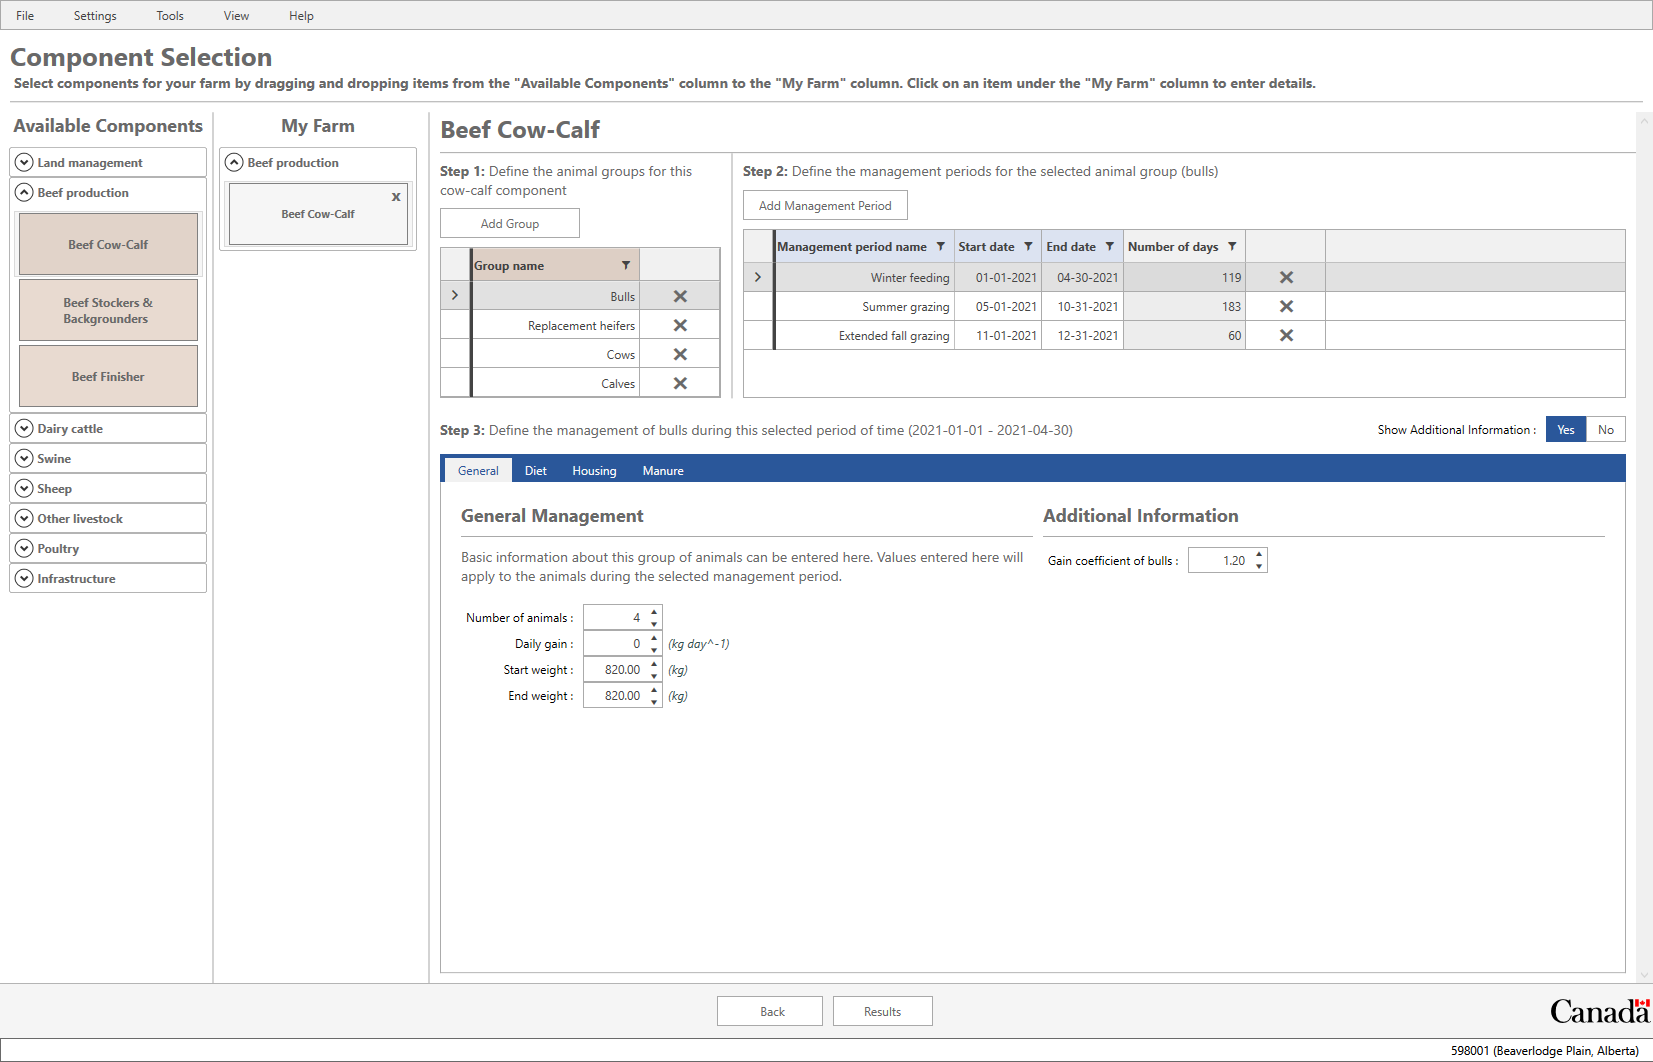 File Settings Tools View Help
Component Selection
Select components for your farm by dragging and dropping items from the "Available Components" column to the "My Farm" column. Click on an item under the "My Farm" column to enter details.
Available Components
Land management
Beef production
Beef Cow-Calf
Beef Stockers &
Backgrounders
Beef Finisher
Dairy cattle
Swine
Sheep
Other livestock
Poultry
Infrastructure
My Farm
Beef production
x
Beef Cow-Calf
Beef Cow-Calf
Step 1: Define the animal groups for this
cow-calf component
Add Group
Group name
Bulls
Replacement heifers
Cows
Calves
Step 2: Define the management periods for the selected animal group (bulls)
Add Management Period
Management period name Start date End date Number of days
Winter feeding 01-01-2021 04-30-2021 119
Summer grazing 05-01-2021 10-31-2021 183
Extended fall grazing 11-01-2021 12-31-2021 60
Step 3: Define the management of bulls during this selected period of time (2021-01-01 - 2021-04-30)
Show Additional Information : Yes No
General Diet Housing Manure
General Management
Basic information about this group of animals can be entered here. Values entered here will
apply to the animals during the selected management period.
Number of animals : 4
Daily gain : 0 (kg day^-1)
Start weight : 820.00 (kg)
End weight : 820.00 (kg)
Additional Information
Gain coefficient of bulls : 1.20
Back Results
Canada
598001 (Beaverlodge Plain, Alberta)